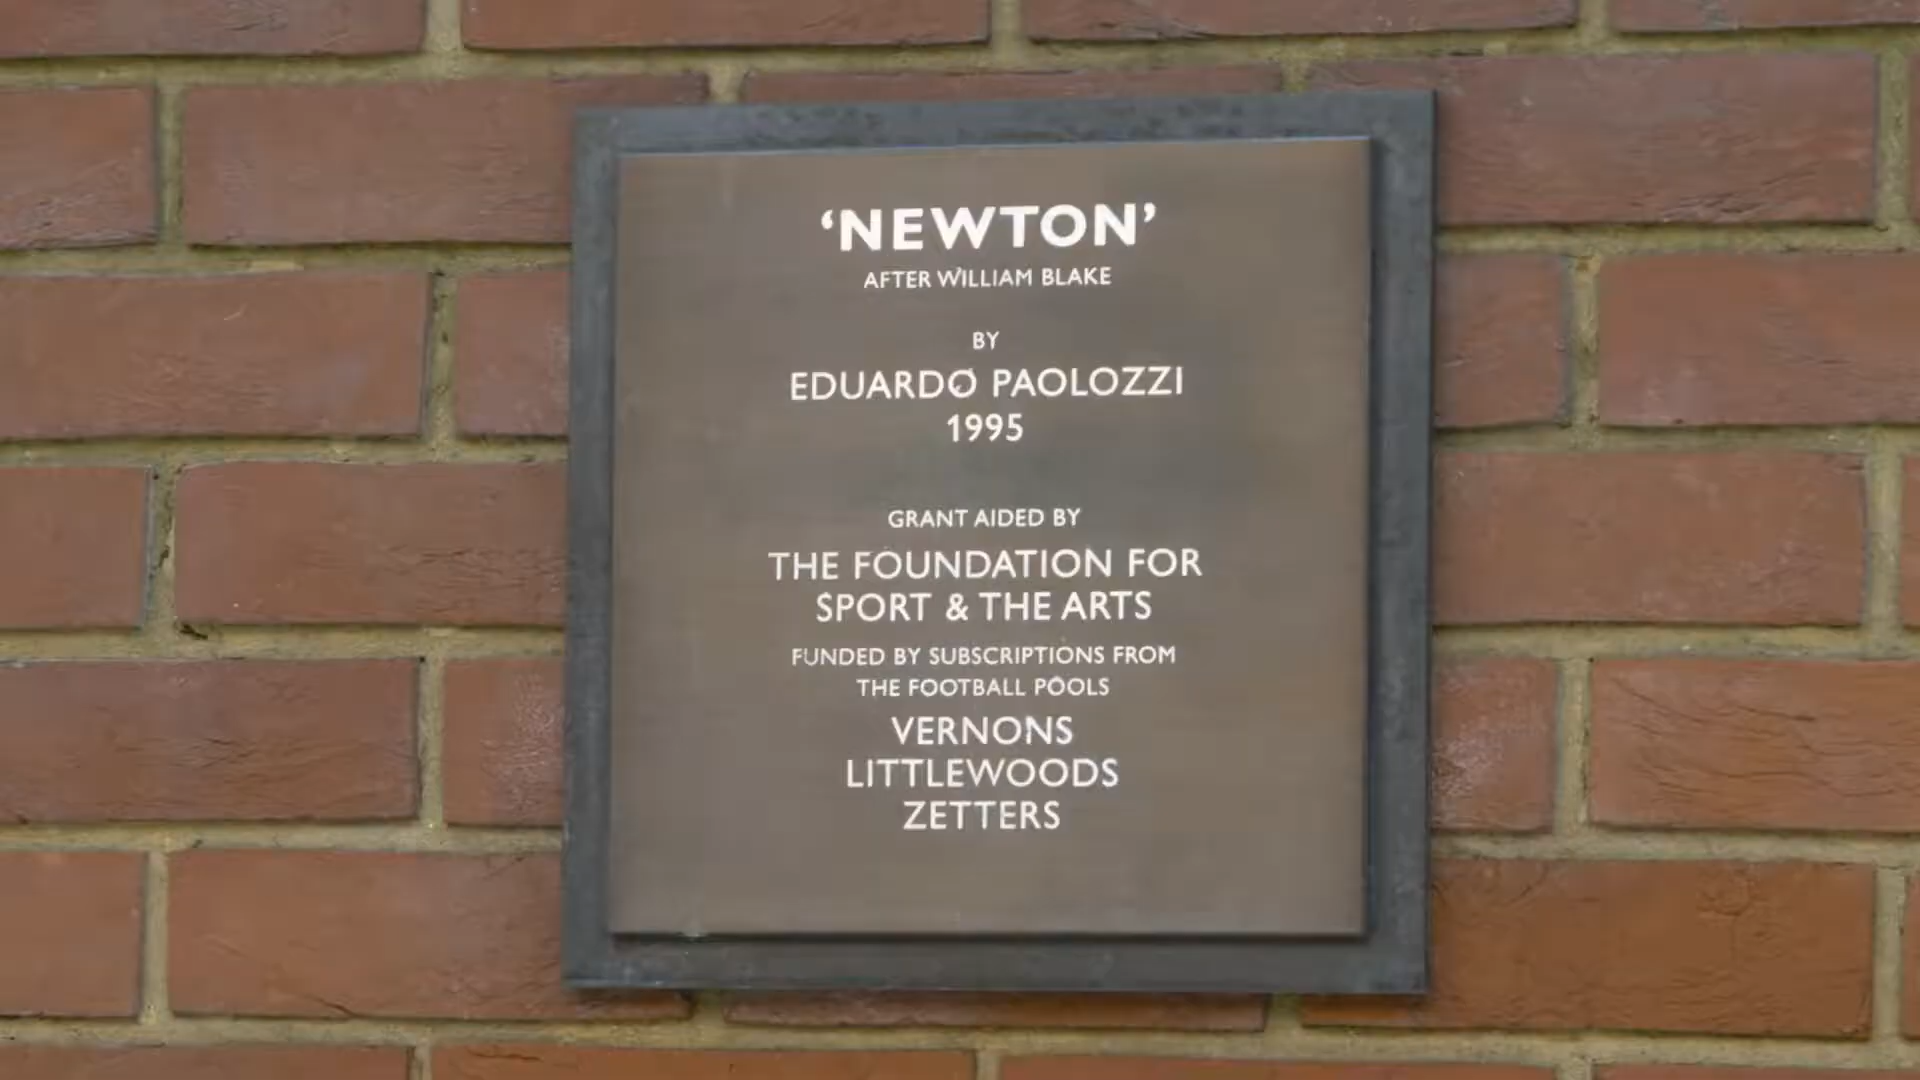 ‘NEWTON’
AFTER WILLIAM BLAKE
BY
EDUARDO PAOLOZZI
1995
GRANT AIDED BY
THE FOUNDATION FOR
SPORT & THE ARTS
FUNDED BY SUBSCRIPTIONS FROM
THE FOOTBALL POOLS
VERNONS
LITTLEWOODS
ZETTERS